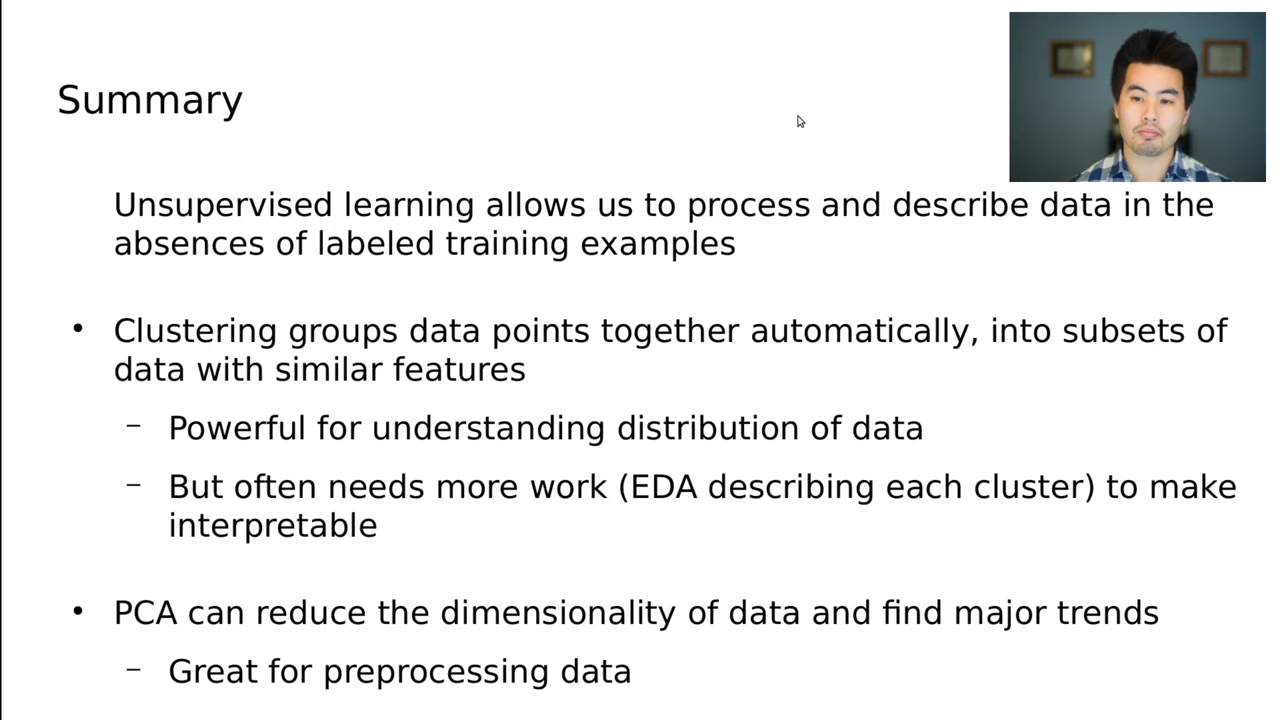 Summary
Unsupervised learning allows us to process and describe data in the
absences of labeled training examples
• Clustering groups data points together automatically, into subsets of
data with similar features
– Powerful for understanding distribution of data
– But often needs more work (EDA describing each cluster) to make
interpretable
• PCA can reduce the dimensionality of data and find major trends
– Great for preprocessing data